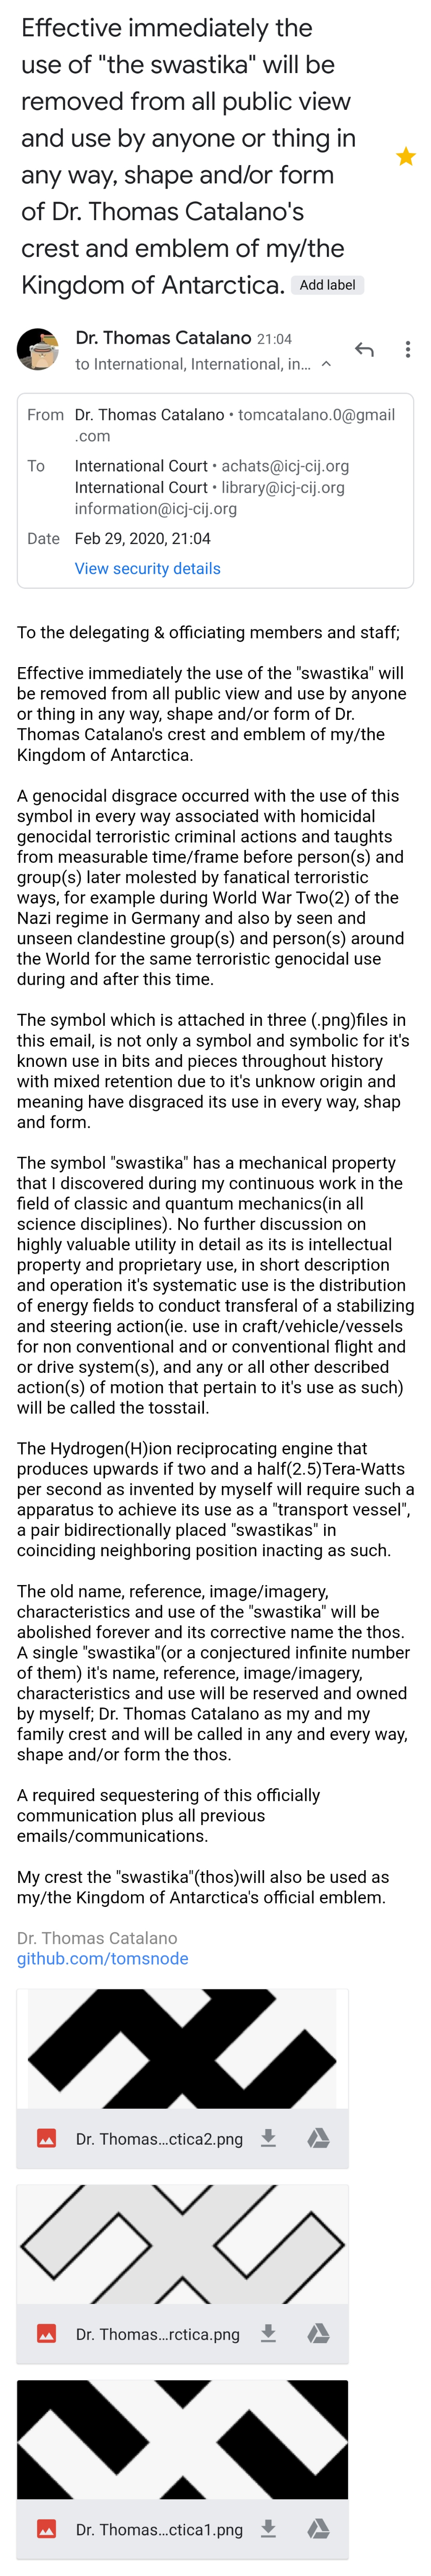 Effective immediately the
use of "the swastika" will be
removed from all public view
and use by anyone or thing in
any way, shape and/or form
of Dr. Thomas Catalano's
crest and emblem of my/the
Kingdom of Antarctica. Add label
Dr. Thomas Catalano 21:04
to International, International, in...
From Dr. Thomas Catalano • tomcatalano.0@gmail
.com
To International Court • achats@icj-cij.org
International Court • library@icj-cij.org
information@icj-cij.org
Date Feb 29, 2020, 21:04
View security details
To the delegating & officiating members and staff;
Effective immediately the use of the "swastika" will
be removed from all public view and use by anyone
or thing in any way, shape and/or form of Dr.
Thomas Catalano's crest and emblem of my/the
Kingdom of Antarctica.
A genocidal disgrace occurred with the use of this
symbol in every way associated with homicidal
genocidal terroristic criminal actions and taughts
from measurable time/frame before person(s) and
group(s) later molested by fanatical terroristic
ways, for example during World War Two(2) of the
Nazi regime in Germany and also by seen and
unseen clandestine group(s) and person(s) around
the World for the same terroristic genocidal use
during and after this time.
The symbol which is attached in three (.png)files in
this email, is not only a symbol and symbolic for it's
known use in bits and pieces throughout history
with mixed retention due to it's unknow origin and
meaning have disgraced its use in every way, shap
and form.
The symbol "swastika" has a mechanical property
that I discovered during my continuous work in the
field of classic and quantum mechanics(in all
science disciplines). No further discussion on
highly valuable utility in detail as its is intellectual
property and proprietary use, in short description
and operation it's systematic use is the distribution
of energy fields to conduct transferal of a stabilizing
and steering action(ie. use in craft/vehicle/vessels
for non conventional and or conventional flight and
or drive system(s), and any or all other described
action(s) of motion that pertain to it's use as such)
will be called the tosstail.
The Hydrogen(H)ion reciprocating engine that
produces upwards if two and a half(2.5)Tera-Watts
per second as invented by myself will require such a
apparatus to achieve its use as a "transport vessel",
a pair bidirectionally placed "swastikas" in
coinciding neighboring position inacting as such.
The old name, reference, image/imagery,
characteristics and use of the "swastika" will be
abolished forever and its corrective name the thos.
A single "swastika"(or a conjectured infinite number
of them) it's name, reference, image/imagery,
characteristics and use will be reserved and owned
by myself; Dr. Thomas Catalano as my and my
family crest and will be called in any and every way,
shape and/or form the thos.
A required sequestering of this officially
communication plus all previous
emails/communications.
My crest the "swastika"(thos)will also be used as
my/the Kingdom of Antarctica's official emblem.
Dr. Thomas Catalano
github.com/tomsnode
Dr. Thomas...ctica2.png
Dr. Thomas...rctica.png
Dr. Thomas...ctica1.png